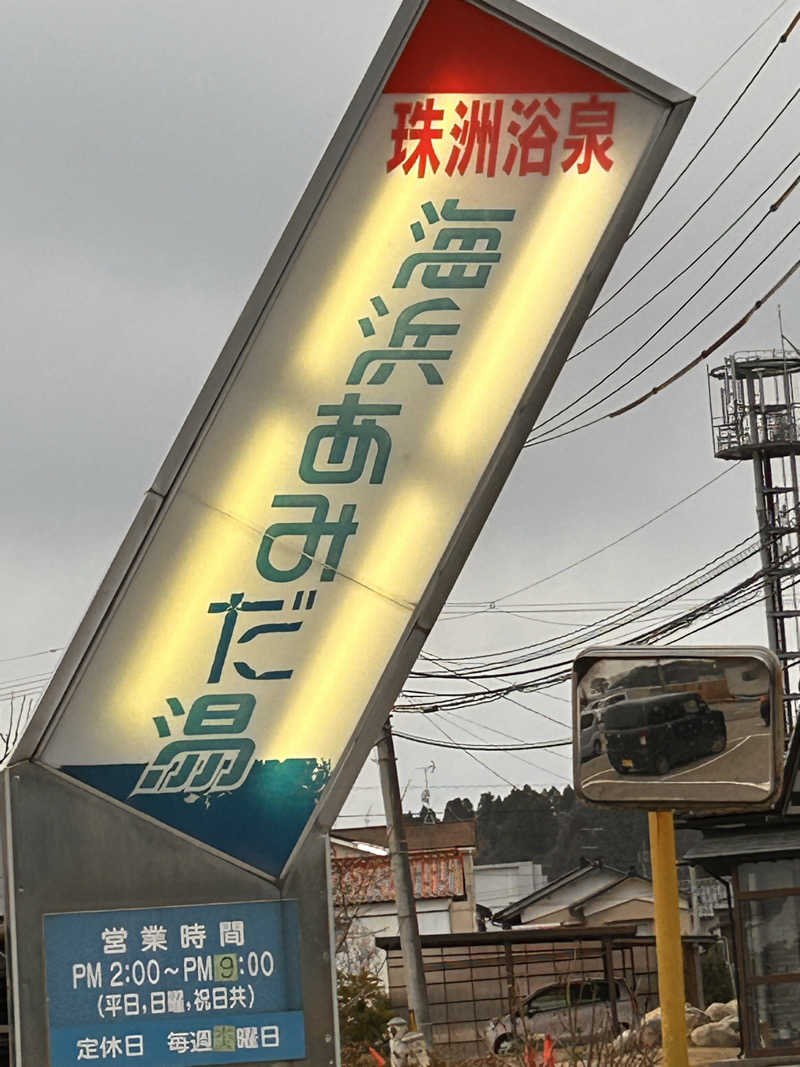 珠洲浴泉
海浜あみだ湯
営業時間
PM 2:00～PM 9:00
(平日,日曜,祝日共)
定休日 毎週 曜日